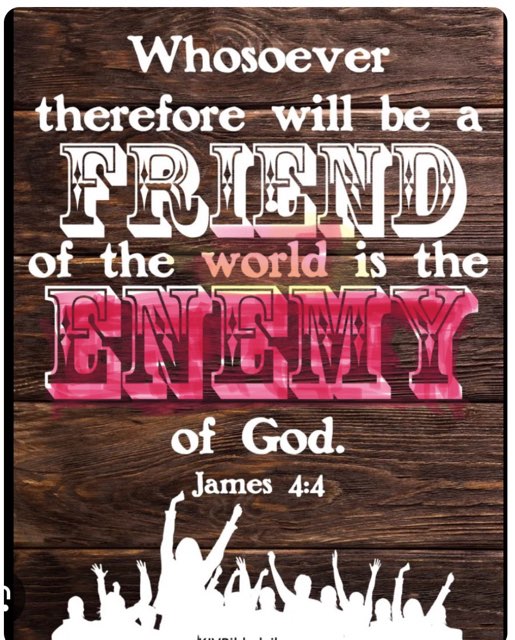 Whosoever
therefore will be a
FRIEND
of the world is the
ENEMY
of God.
James 4:4